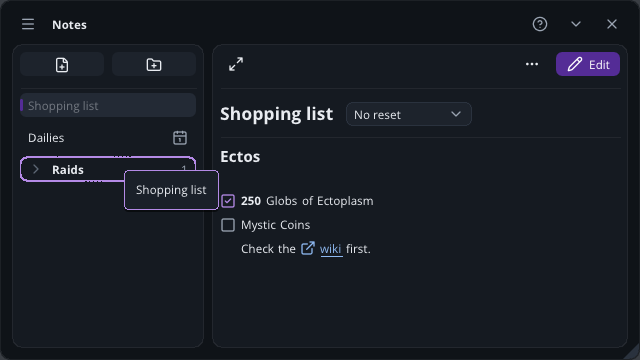 Notes
Edit
Shopping list
Dailies
Raids 1
Shopping list
Shopping list No reset
Ectos
250 Globs of Ectoplasm
Mystic Coins
Check the wiki first.